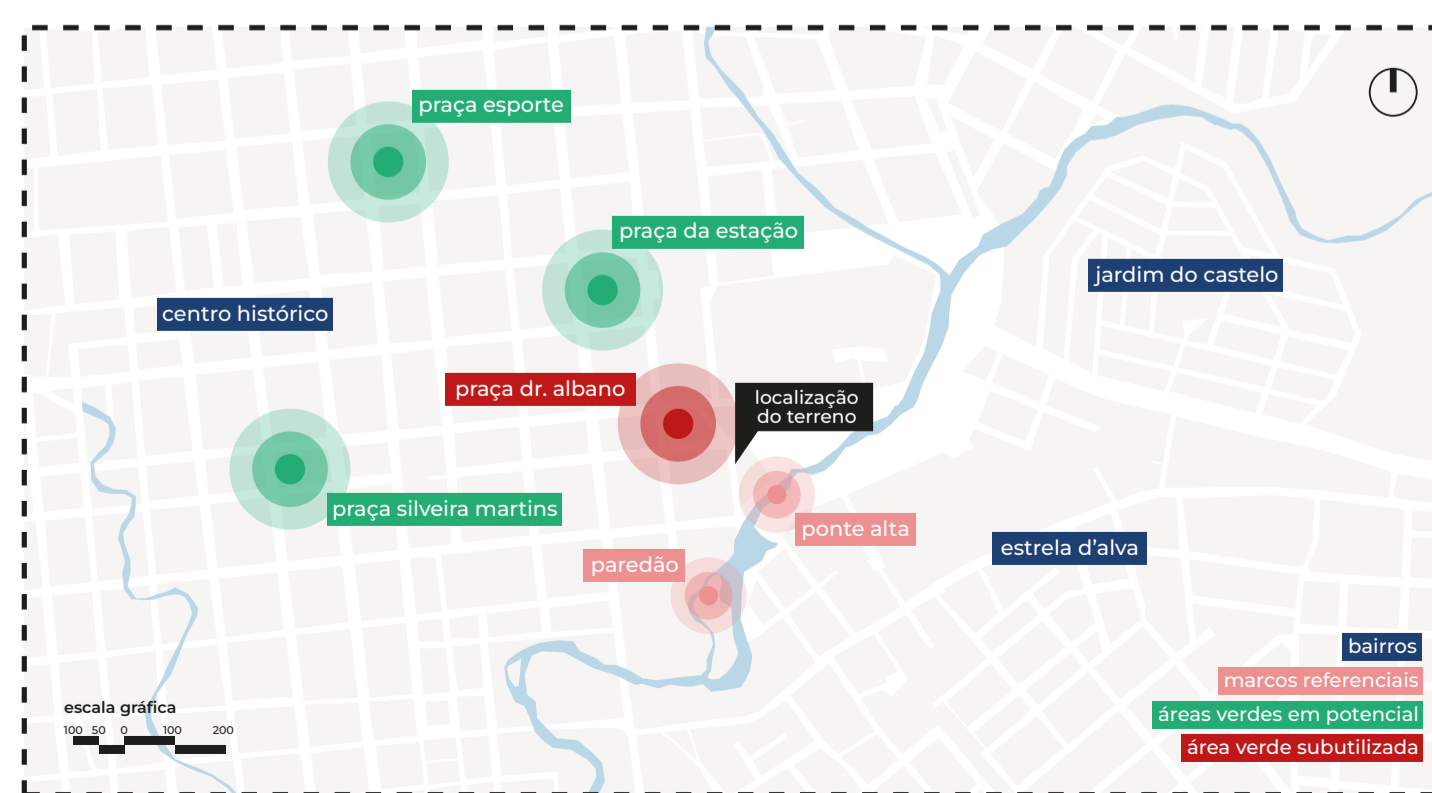 praça esporte
praça da estação
jardim do castelo
centro histórico
praça dr. albano
localização
do terreno
praça silveira martins
ponte alta
estrela d'alva
paredão
bairros
marcos referenciais
áreas verdes em potencial
área verde subutilizada
escala gráfica
100 50 0 100 200